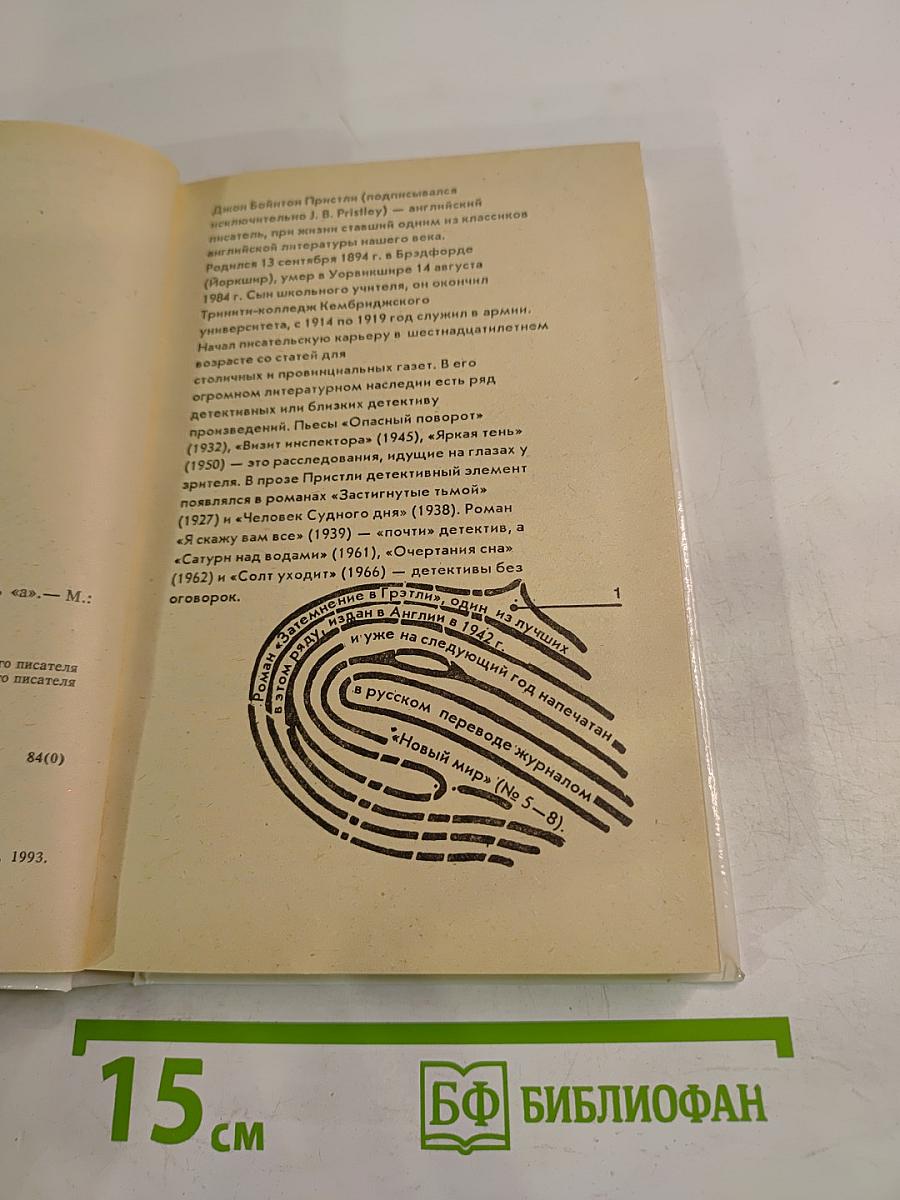 «а».— М.:
го писателя
го писателя
84(0)
1993.
Джон Бойнтон Пристли (подписывался
исключительно J. B. Pristley) — английский
писатель, при жизни ставший одним из классиков
английской литературы нашего века.
Родился 13 сентября 1894 г. в Брэдфорде
(Йоркшир), умер в Уорвикшире 14 августа
1984 г. Сын школьного учителя, он окончил
Тринити-колледж Кембриджского
университета, с 1914 по 1919 год служил в армии.
Начал писательскую карьеру в шестнадцатилетнем
возрасте со статей для
столичных и провинциальных газет. В его
огромном литературном наследии есть ряд
детективных или близких детективу
произведений. Пьесы «Опасный поворот»
(1932), «Визит инспектора» (1945), «Яркая тень»
(1950) — это расследования, идущие на глазах у
зрителя. В прозе Пристли детективный элемент
появлялся в романах «Застигнутые тьмой»
(1927) и «Человек Судного дня» (1938). Роман
«Я скажу вам все» (1939) — «почти» детектив, а
«Сатурн над водами» (1961), «Очертания сна»
(1962) и «Солт уходит» (1966) — детективы без
оговорок.
1
Роман «Затемнение в Грэтли», один из лучших
в этом ряду, издан в Англии в 1942 г.
и уже на следующий год напечатан
в русском переводе журналом
«Новый мир» (№ 5—8).
15 см
БФ БИБЛИОФАН